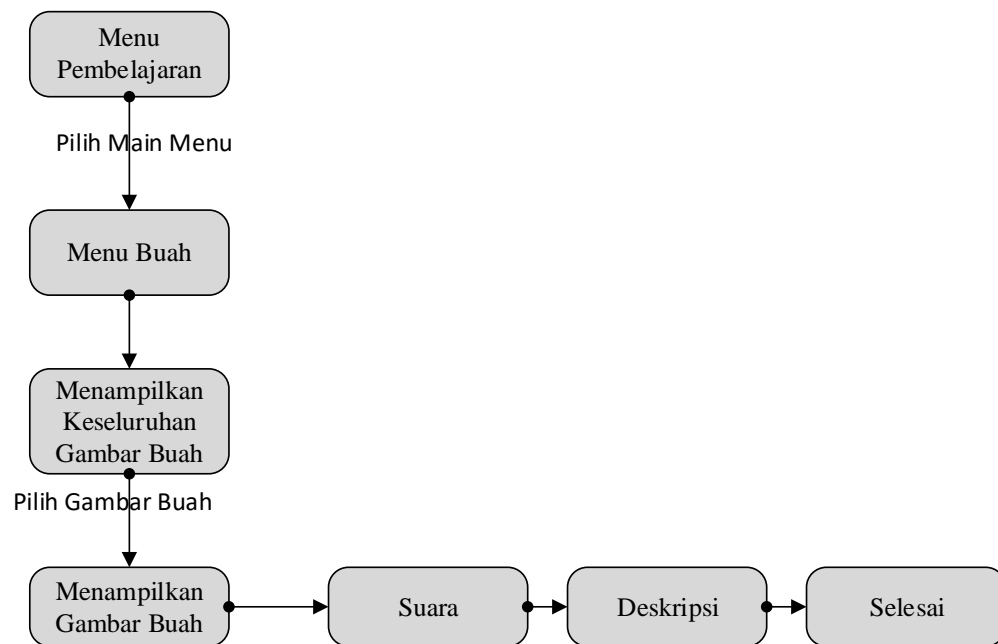 Menu
Pembelajaran
Pilih Main Menu
Menu Buah
Menampilkan
Keseluruhan
Gambar Buah
Pilih Gambar Buah
Menampilkan
Gambar Buah
Suara
Deskripsi
Selesai